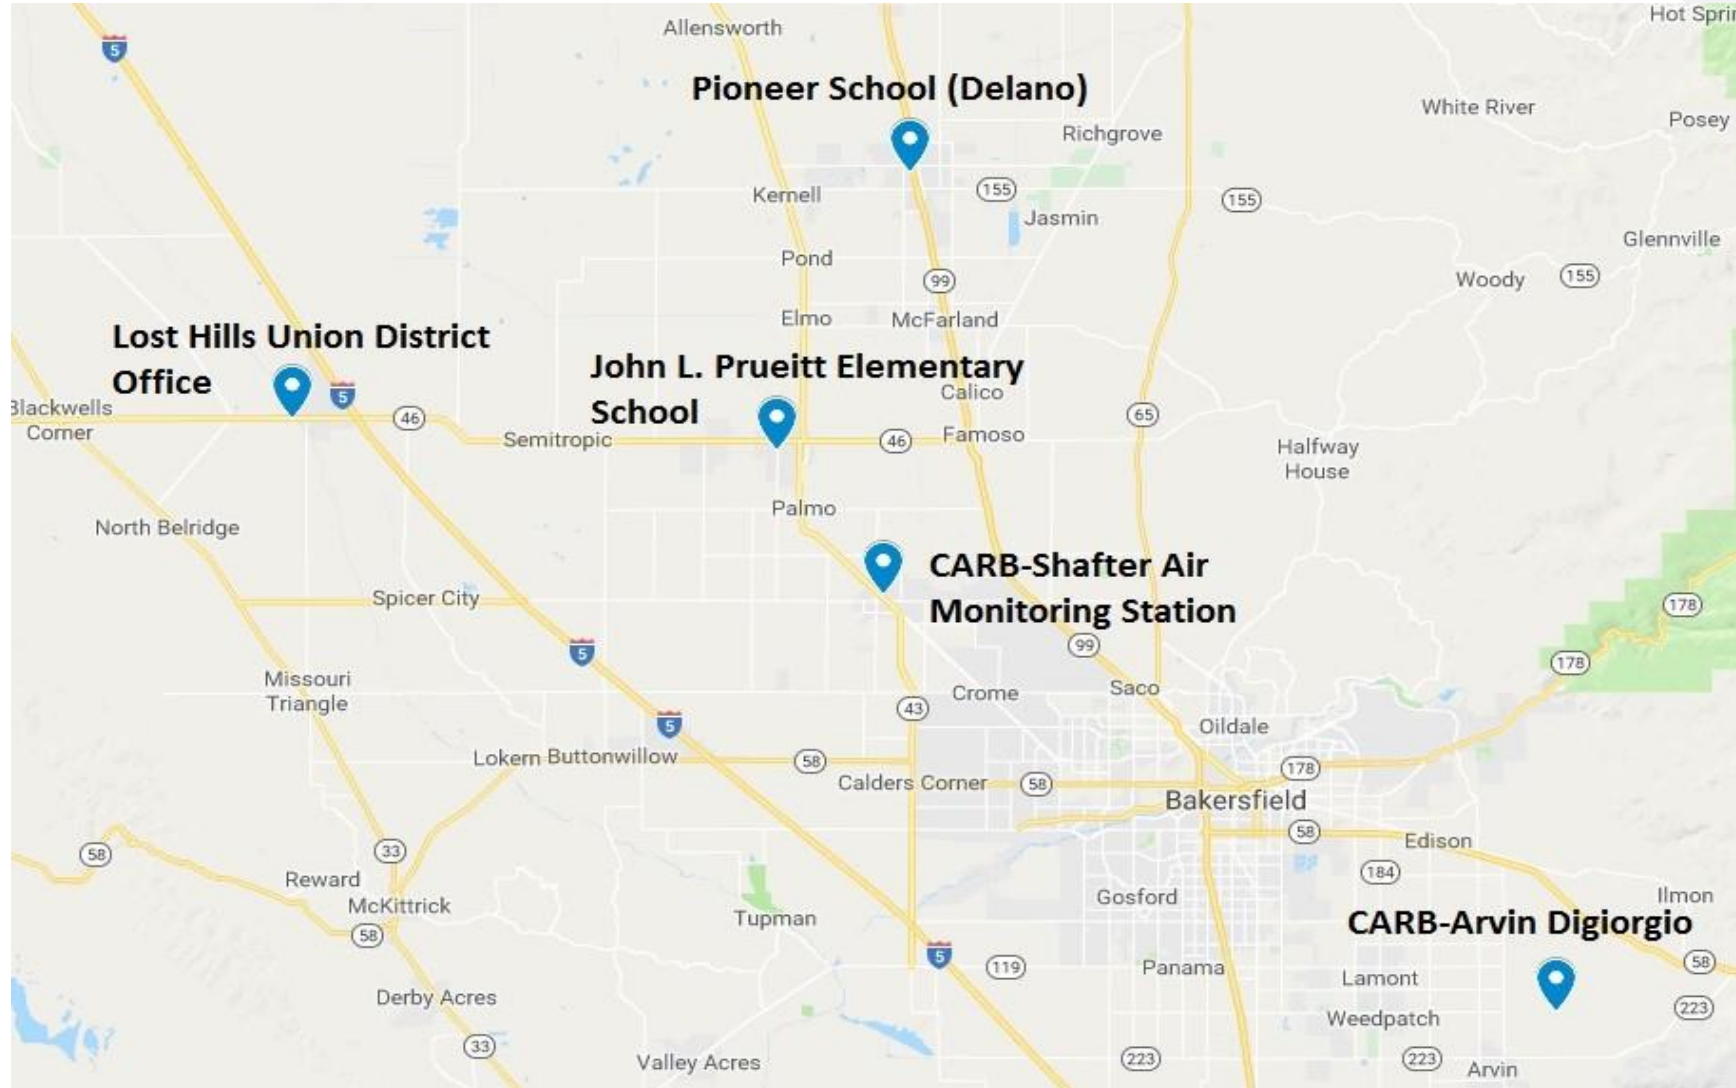 Hot Sprin
Allensworth
5
Pioneer School (Delano)
White River
Posey
Richgrove
Kernell
155
155
Jasmin
Glennville
Pond
Woody
155
99
Elmo
McFarland
Lost Hills Union District
Office
John L. Prueitt Elementary
School
Calico
5
Blackwells
Corner
46
65
Semitropic
46
Famoso
Halfway
House
Palmo
North Belridge
CARB-Shafter Air
Monitoring Station
Spicer City
178
99
5
178
Missouri
Triangle
Crome
Saco
43
5
Oildale
Lokern
Buttonwillow
58
178
Calders Corner
58
Bakersfield
58
Edison
33
58
184
Reward
Gosford
Ilmon
McKittrick
Tupman
CARB-Arvin Digiorgio
58
5
119
Panama
58
Lamont
Derby Acres
223
Weedpatch
33
Valley Acres
223
223
Arvin